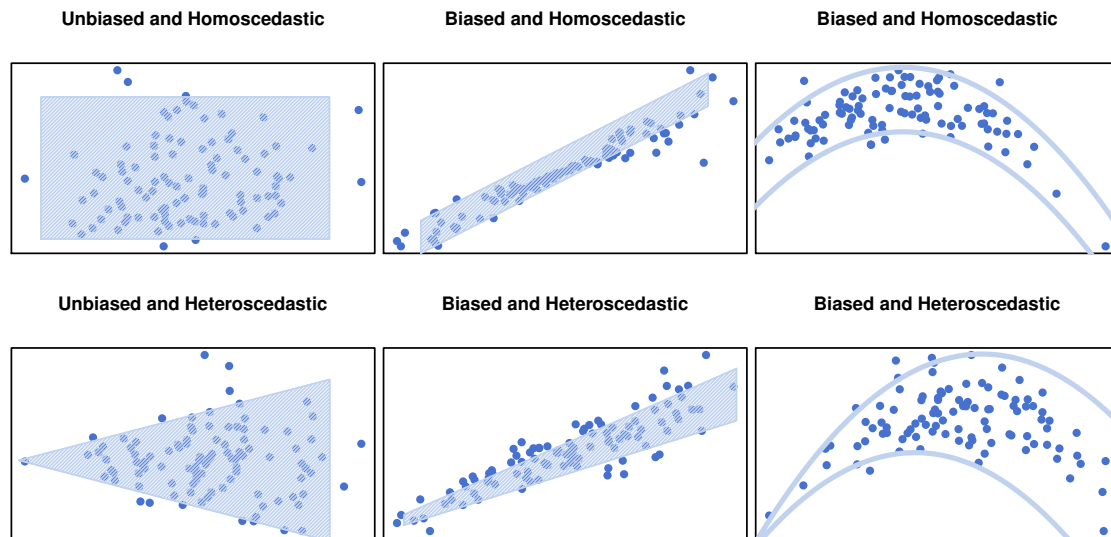 Unbiased and Homoscedastic
Biased and Homoscedastic
Biased and Homoscedastic
Unbiased and Heteroscedastic
Biased and Heteroscedastic
Biased and Heteroscedastic